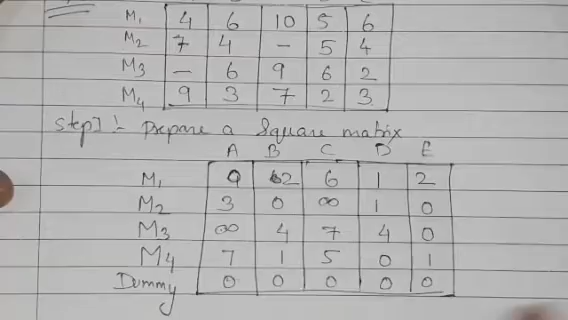 M1 4 6 10 5 6
M2 7 4 - 5 4
M3 - 6 9 6 2
M4 9 3 7 2 3
Step I :- Prepare a Square matrix
A B C D E
M1 0 2 6 1 2
M2 3 0 ∞ 1 0
M3 ∞ 4 7 4 0
M4 7 1 5 0 1
Dummy 0 0 0 0 0